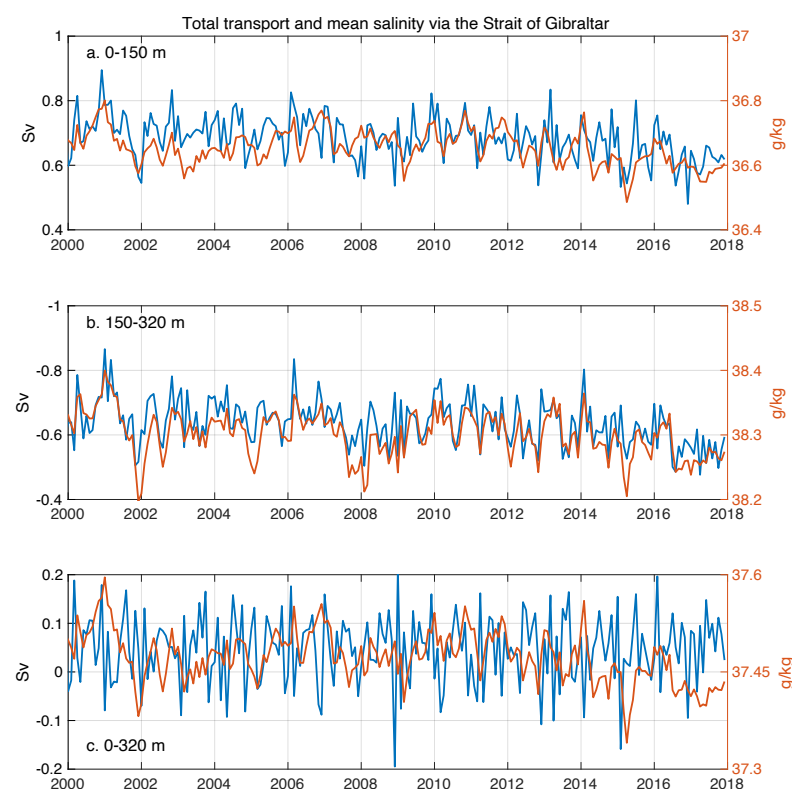 Total transport and mean salinity via the Strait of Gibraltar
a. 0-150 m
1
0.8
0.6
0.4
Sv
37
36.8
36.6
36.4
g/kg
2000 2002 2004 2006 2008 2010 2012 2014 2016 2018
b. 150-320 m
-1
-0.8
-0.6
-0.4
Sv
38.5
38.4
38.3
38.2
g/kg
2000 2002 2004 2006 2008 2010 2012 2014 2016 2018
0.2
0.1
0
-0.1
-0.2
Sv
37.6
37.45
37.3
g/kg
c. 0-320 m
2000 2002 2004 2006 2008 2010 2012 2014 2016 2018